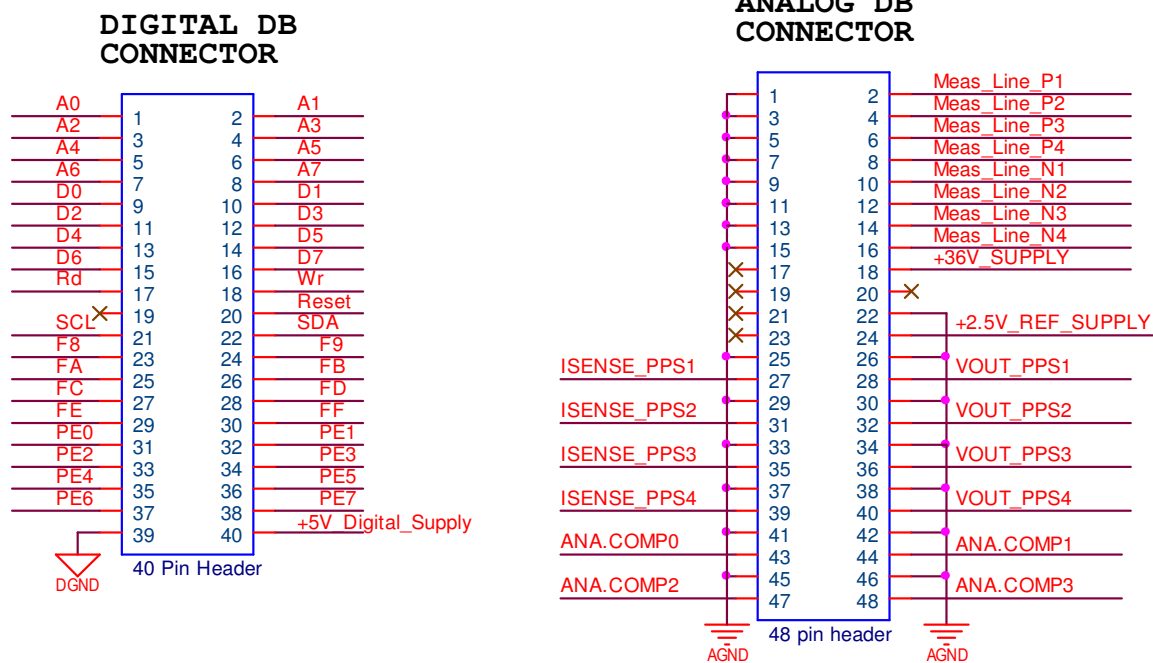 DIGITAL DB
CONNECTOR
A0 1 2 A1
A2 3 4 A3
A4 5 6 A5
A6 7 8 A7
D0 9 10 D1
D2 11 12 D3
D4 13 14 D5
D6 15 16 D7
Rd 17 18 Wr
19 20 Reset
SCL 21 22 SDA
F8 23 24 F9
FA 25 26 FB
FC 27 28 FD
FE 29 30 FF
PE0 31 32 PE1
PE2 33 34 PE3
PE4 35 36 PE5
PE6 37 38 PE7
39 40 +5V_Digital_Supply
DGND
40 Pin Header
ANALOG DB
CONNECTOR
1 2 Meas_Line_P1
3 4 Meas_Line_P2
5 6 Meas_Line_P3
7 8 Meas_Line_P4
9 10 Meas_Line_N1
11 12 Meas_Line_N2
13 14 Meas_Line_N3
15 16 Meas_Line_N4
17 18 +36V_SUPPLY
19 20
21 22
23 24 +2.5V_REF_SUPPLY
25 26
ISENSE_PPS1 27 28 VOUT_PPS1
29 30
ISENSE_PPS2 31 32 VOUT_PPS2
33 34
ISENSE_PPS3 35 36 VOUT_PPS3
37 38
ISENSE_PPS4 39 40 VOUT_PPS4
41 42
ANA.COMP0 43 44 ANA.COMP1
45 46
ANA.COMP2 47 48 ANA.COMP3
48 pin header
AGND AGND